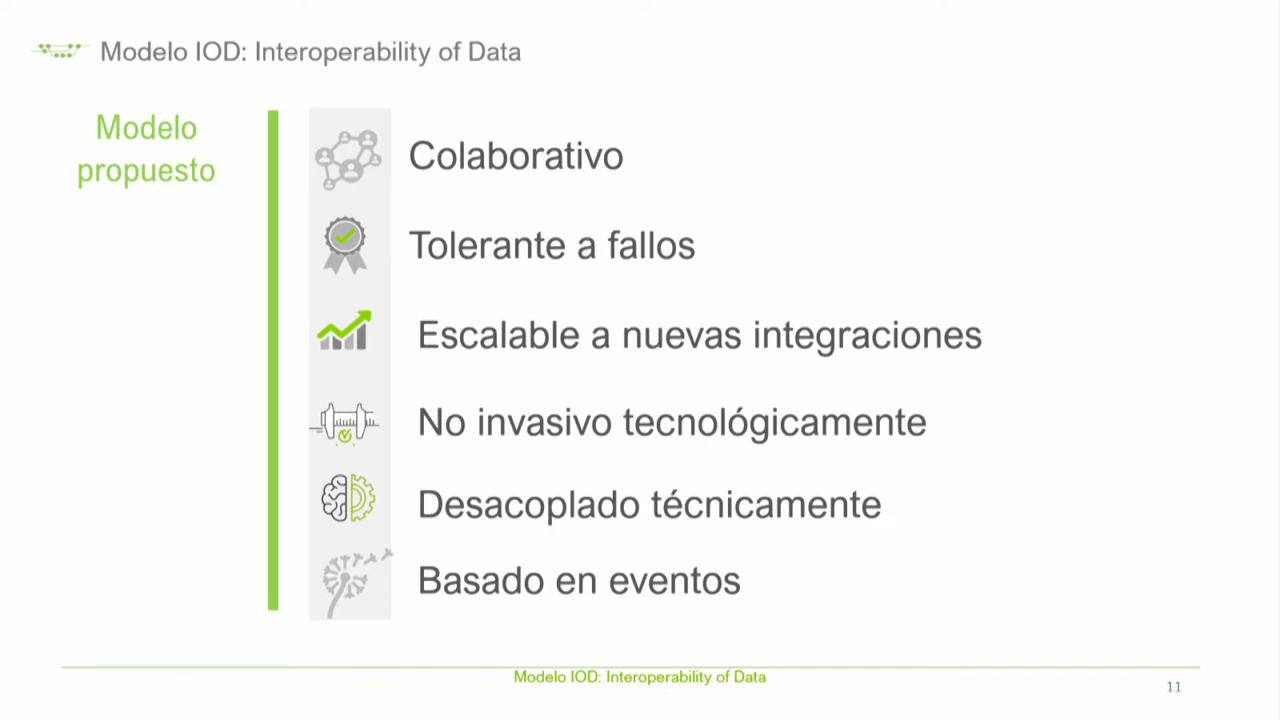 Modelo IOD: Interoperability of Data
Modelo
propuesto
Colaborativo
Tolerante a fallos
Escalable a nuevas integraciones
No invasivo tecnológicamente
Desacoplado técnicamente
Basado en eventos
Modelo IOD: Interoperability of Data
11